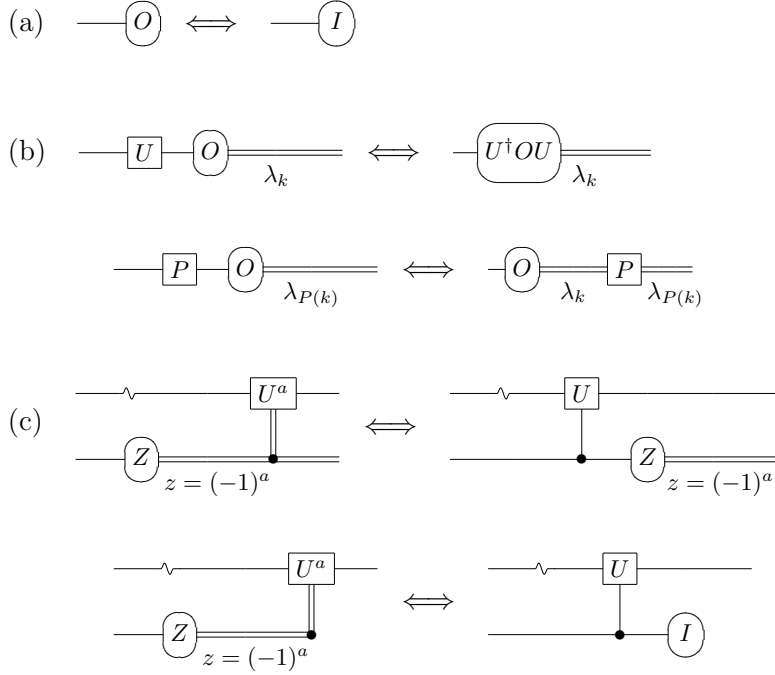 (a) O ⟺ I
(b) U O λ_k ⟺ U†OU λ_k
P O λ_{P(k)} ⟺ O λ_k P λ_{P(k)}
(c) U^a ⟺ U
Z z = (−1)^a Z z = (−1)^a
U^a ⟺ U
Z z = (−1)^a I